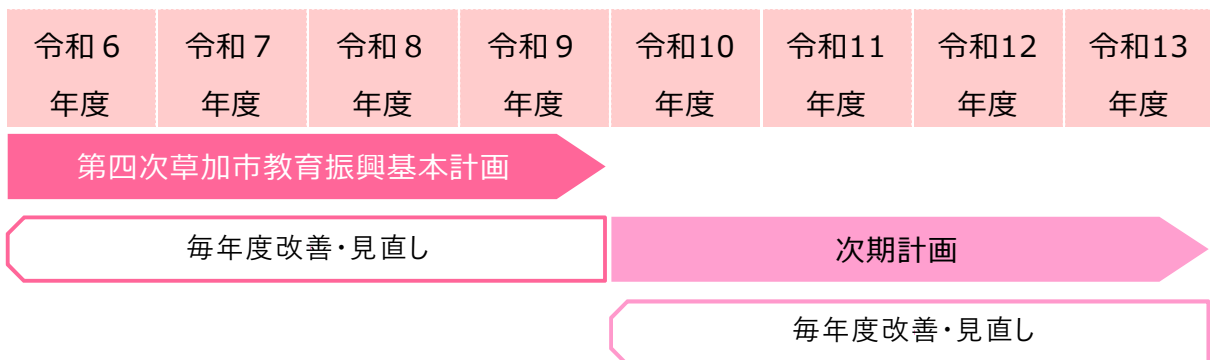 令和６ 令和７ 令和８ 令和９ 令和10 令和11 令和12 令和13
年度 年度 年度 年度 年度 年度 年度 年度
第四次草加市教育振興基本計画
毎年度改善・見直し
次期計画
毎年度改善・見直し